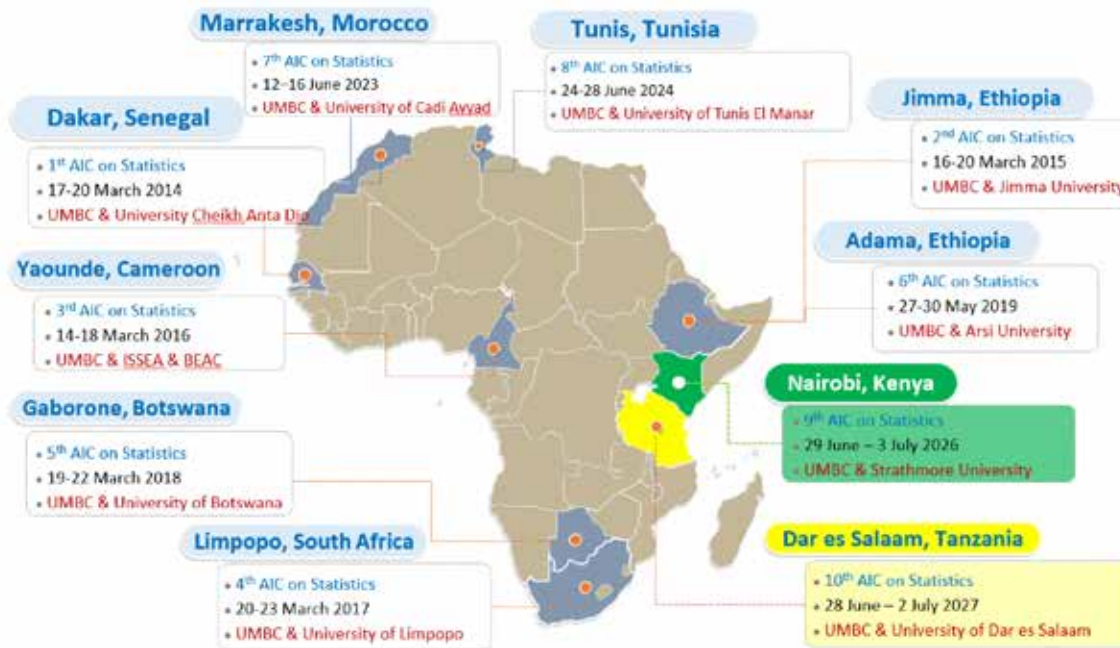 Marrakesh, Morocco
• 7th AIC on Statistics
• 12–16 June 2023
• UMBC & University of Cadi Ayyad
Tunis, Tunisia
• 8th AIC on Statistics
• 24-28 June 2024
• UMBC & University of Tunis El Manar
Dakar, Senegal
• 1st AIC on Statistics
• 17-20 March 2014
• UMBC & University Cheikh Anta Dio
Jimma, Ethiopia
• 2nd AIC on Statistics
• 16-20 March 2015
• UMBC & Jimma University
Yaounde, Cameroon
• 3rd AIC on Statistics
• 14-18 March 2016
• UMBC & ISSEA & BEAC
Adama, Ethiopia
• 6th AIC on Statistics
• 27-30 May 2019
• UMBC & Arsi University
Gaborone, Botswana
• 5th AIC on Statistics
• 19-22 March 2018
• UMBC & University of Botswana
Nairobi, Kenya
• 9th AIC on Statistics
• 29 June – 3 July 2026
• UMBC & Strathmore University
Limpopo, South Africa
• 4th AIC on Statistics
• 20-23 March 2017
• UMBC & University of Limpopo
Dar es Salaam, Tanzania
• 10th AIC on Statistics
• 28 June – 2 July 2027
• UMBC & University of Dar es Salaam